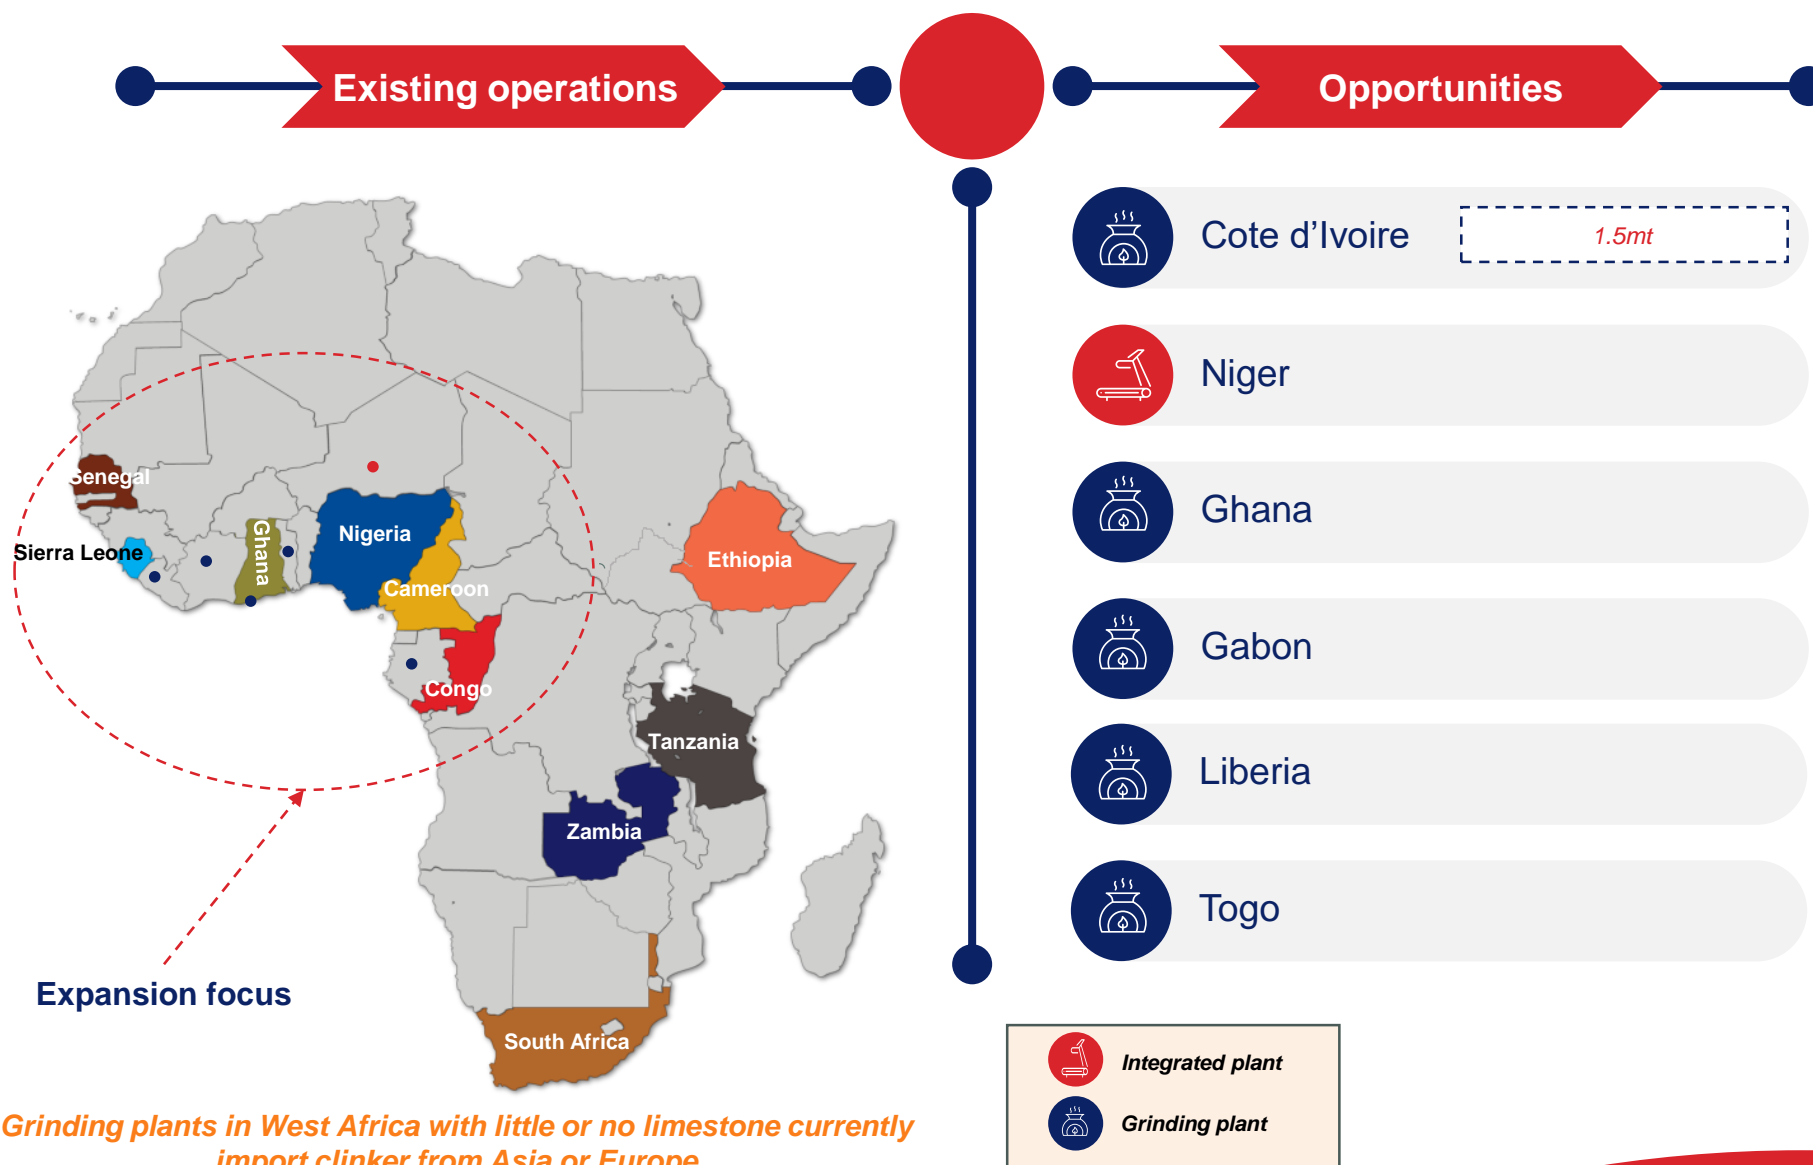 Existing operations
Opportunities
Cote d’Ivoire
1.5mt
Niger
Ghana
Gabon
Liberia
Togo
Senegal
Sierra Leone
Ghana
Nigeria
Cameroon
Congo
Ethiopia
Tanzania
Zambia
South Africa
Expansion focus
Grinding plants in West Africa with little or no limestone currently
import clinker from Asia or Europe
Integrated plant
Grinding plant